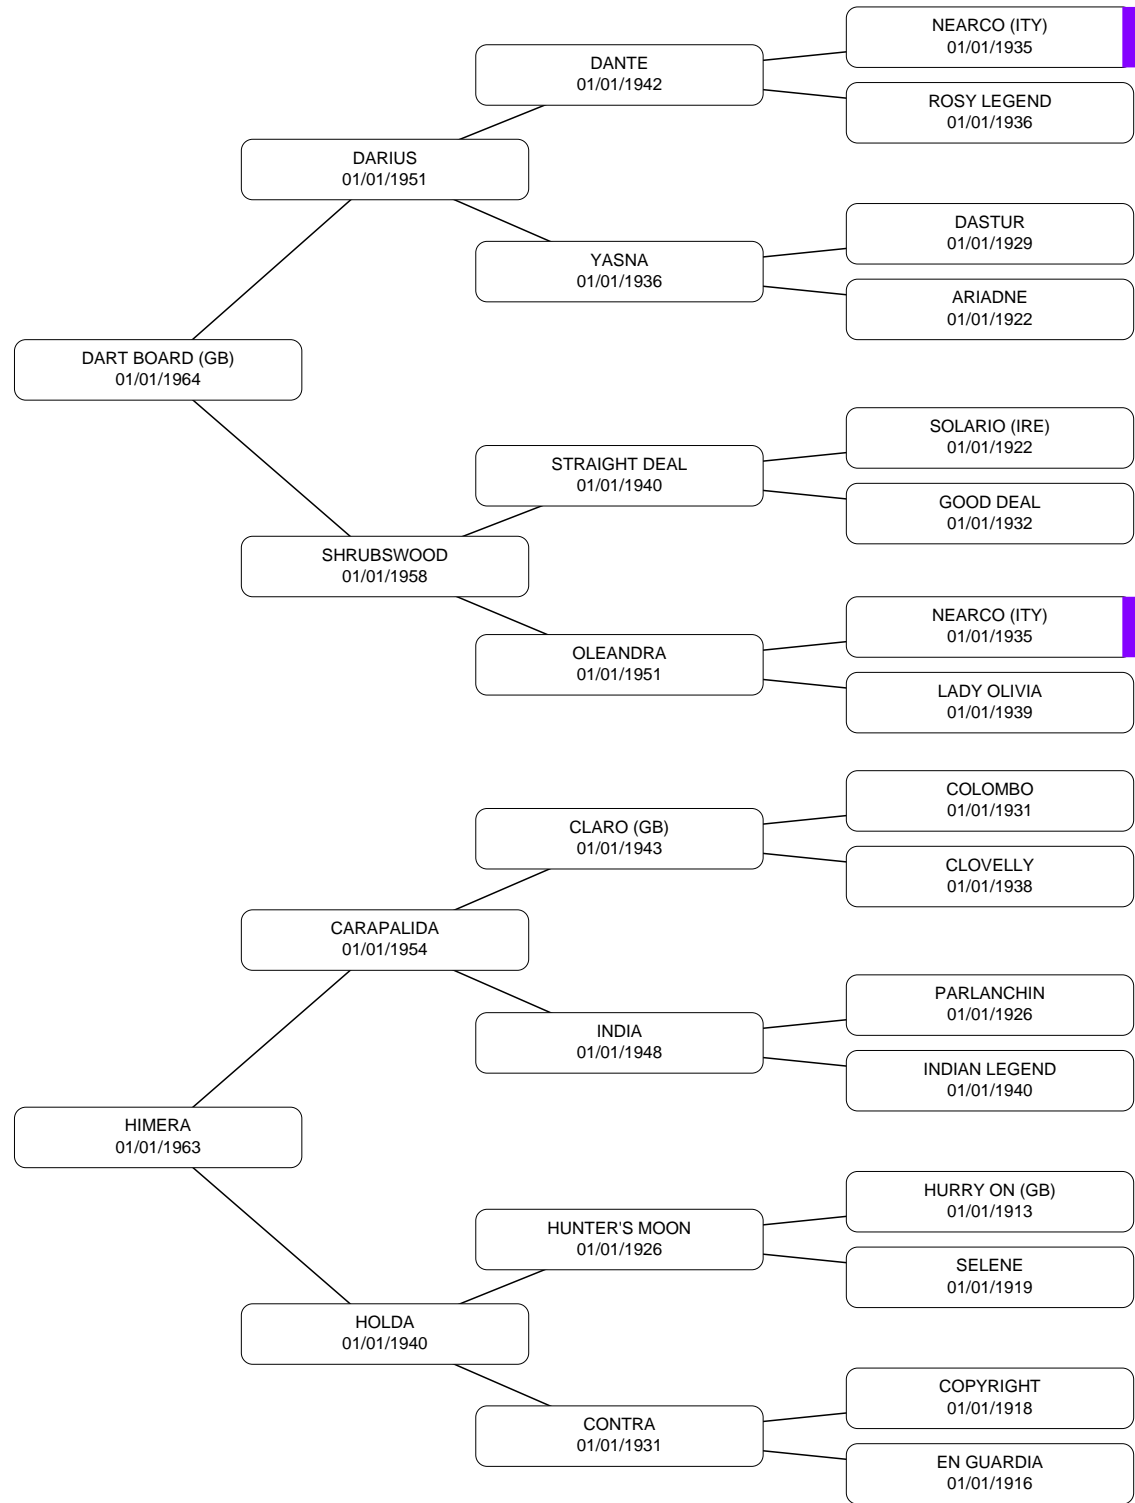 NEARCO (ITY)
01/01/1935
DANTE
01/01/1942
ROSY LEGEND
01/01/1936
DARIUS
01/01/1951
DASTUR
01/01/1929
YASNA
01/01/1936
ARIADNE
01/01/1922
DART BOARD (GB)
01/01/1964
SOLARIO (IRE)
01/01/1922
STRAIGHT DEAL
01/01/1940
GOOD DEAL
01/01/1932
SHRUBSWOOD
01/01/1958
NEARCO (ITY)
01/01/1935
OLEANDRA
01/01/1951
LADY OLIVIA
01/01/1939
COLOMBO
01/01/1931
CLARO (GB)
01/01/1943
CLOVELLY
01/01/1938
CARAPALIDA
01/01/1954
PARLANCHIN
01/01/1926
INDIA
01/01/1948
INDIAN LEGEND
01/01/1940
HIMERA
01/01/1963
HURRY ON (GB)
01/01/1913
HUNTER'S MOON
01/01/1926
SELENE
01/01/1919
HOLDA
01/01/1940
COPYRIGHT
01/01/1918
CONTRA
01/01/1931
EN GUARDIA
01/01/1916